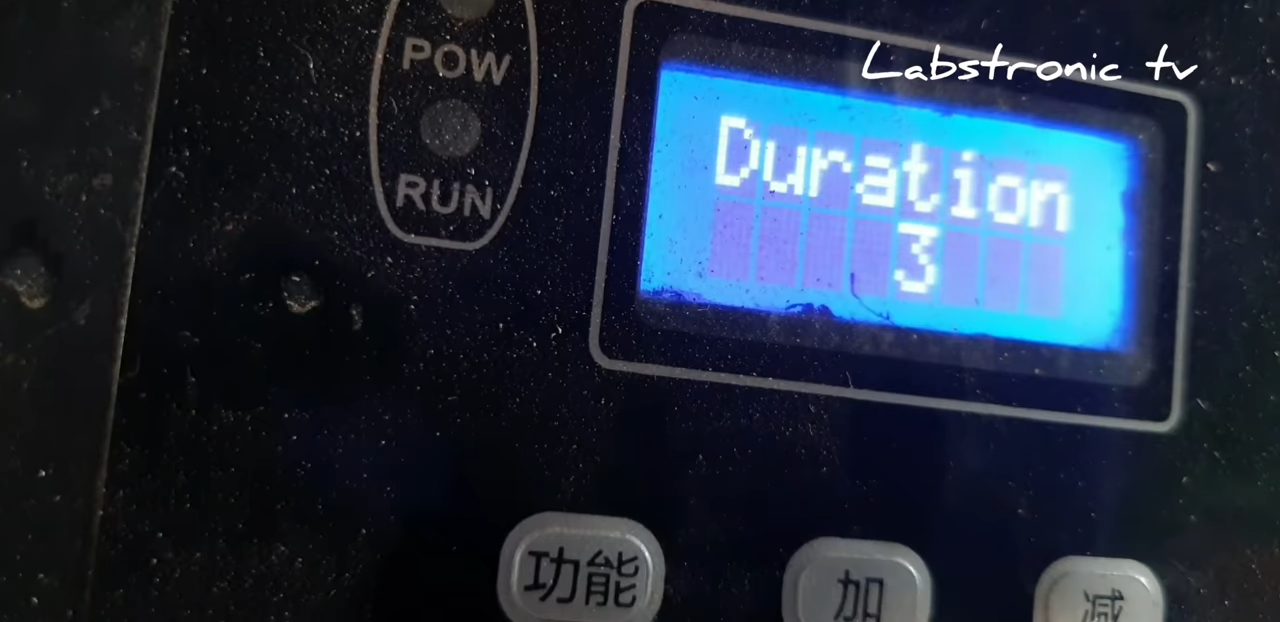 Labstronic tv
POW
RUN
Duration
3
功能
加
减